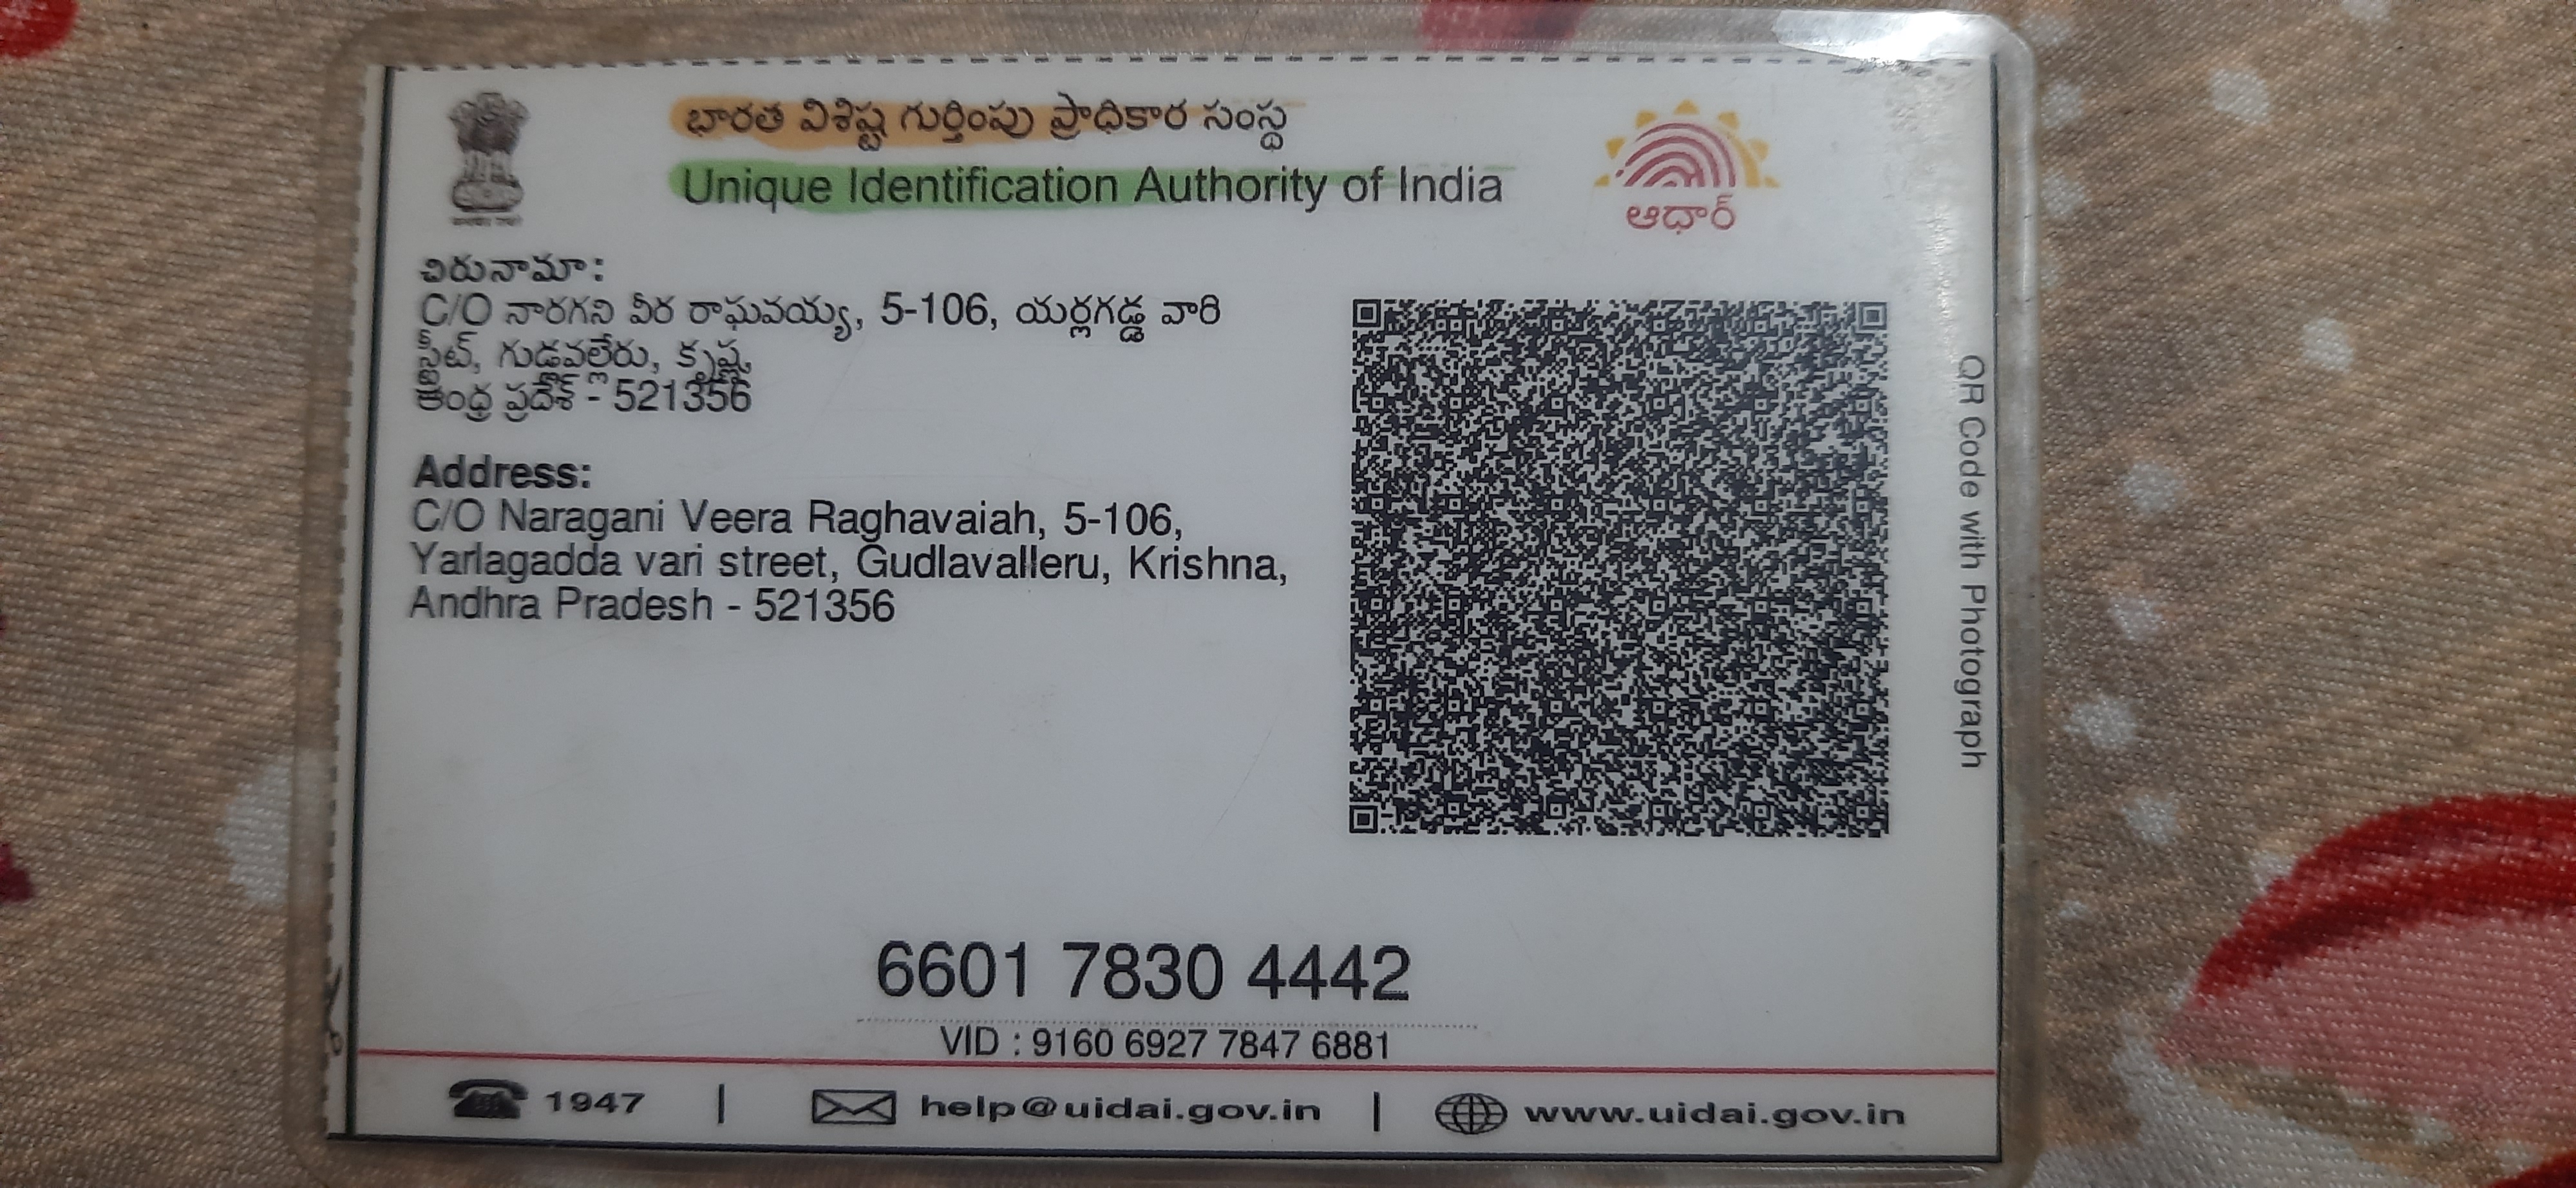 భారత విశిష్ట గుర్తింపు ప్రాధికార సంస్థ
Unique Identification Authority of India
ఆధార్
చిరునామా:
C/O నారగని వీర రాఘవయ్య, 5-106, యర్లగడ్డ వారి
స్ట్రీట్, గుడ్లవల్లేరు, కృష్ణ,
ఆంధ్ర ప్రదేశ్ - 521356
Address:
C/O Naragani Veera Raghavaiah, 5-106,
Yarlagadda vari street, Gudlavalleru, Krishna,
Andhra Pradesh - 521356
QR Code with Photograph
6601 7830 4442
VID : 9160 6927 7847 6881
1947 | help@uidai.gov.in | www.uidai.gov.in